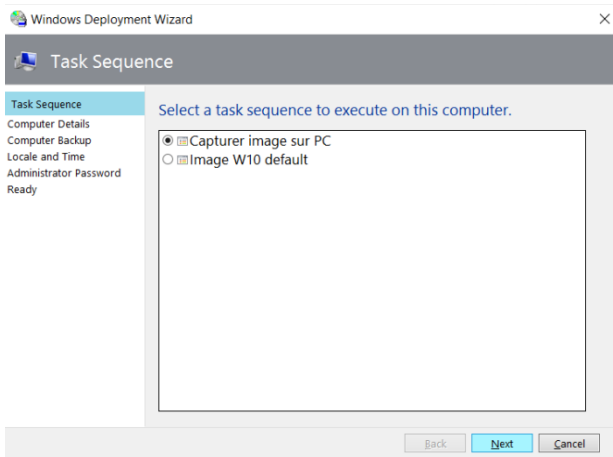 Windows Deployment Wizard
Task Sequence
Task Sequence
Computer Details
Computer Backup
Locale and Time
Administrator Password
Ready
Select a task sequence to execute on this computer.
Capturer image sur PC
Image W10 default
Back Next Cancel